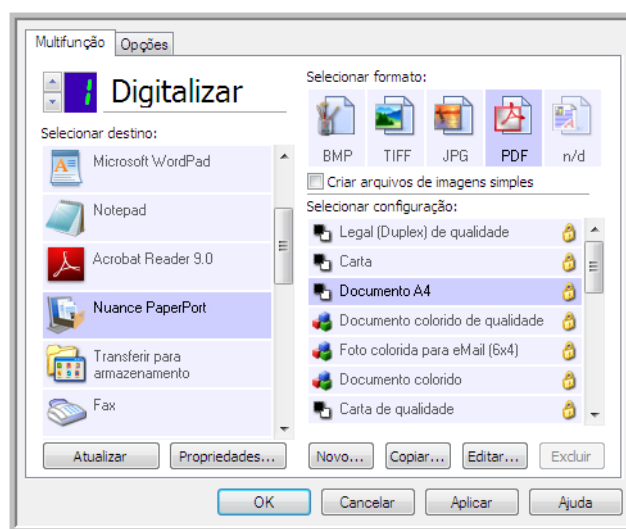 Multifunção
Opções
1
Digitalizar
Selecionar destino:
Microsoft WordPad
Notepad
Acrobat Reader 9.0
Nuance PaperPort
Transferir para
armazenamento
Fax
Atualizar
Propriedades...
Selecionar formato:
BMP
TIFF
JPG
PDF
n/d
Criar arquivos de imagens simples
Selecionar configuração:
Legal (Duplex) de qualidade
Carta
Documento A4
Documento colorido de qualidade
Foto colorida para eMail (6x4)
Documento colorido
Carta de qualidade
Novo...
Copiar...
Editar...
Excluir
OK
Cancelar
Aplicar
Ajuda